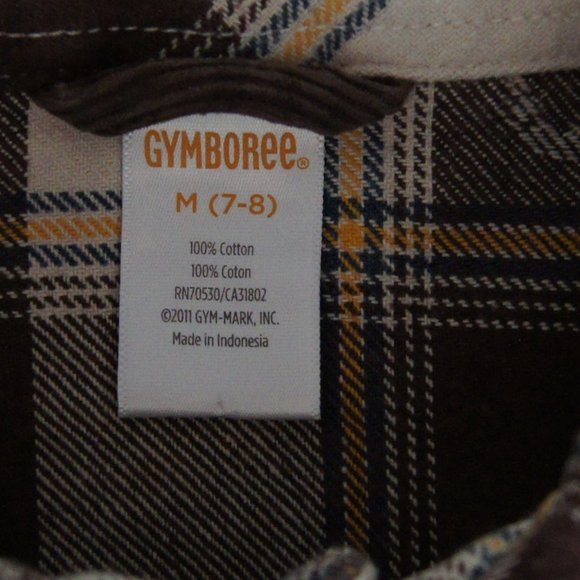 GYMBOREE®
M (7-8)
100% Cotton
100% Coton
RN70530/CA31802
©2011 GYM-MARK, INC.
Made in Indonesia